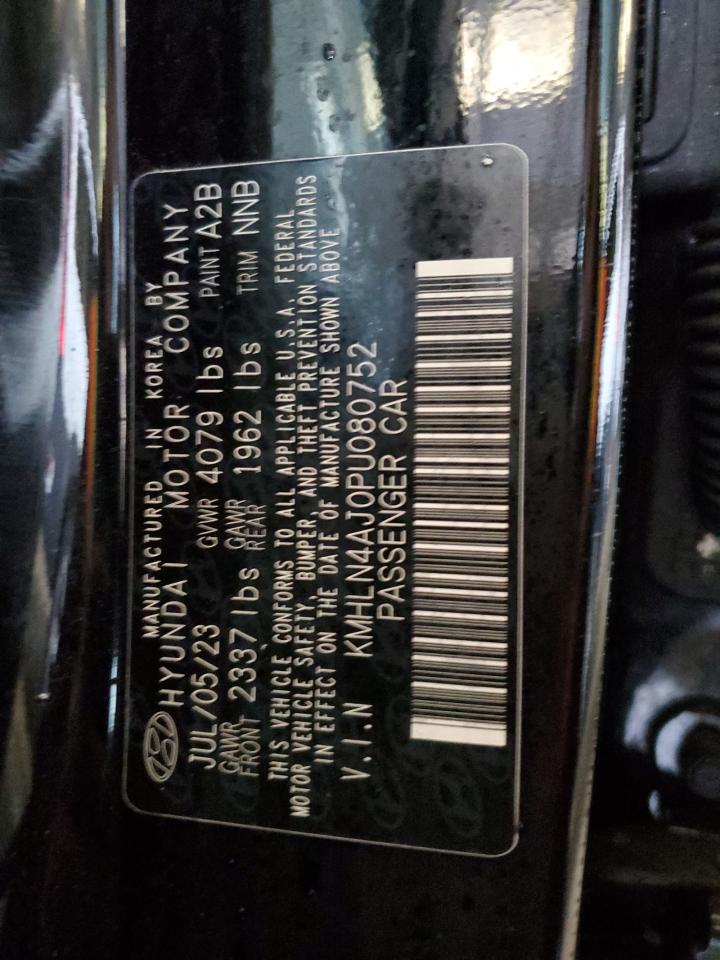 MANUFACTURED IN KOREA BY
HYUNDAI MOTOR COMPANY
JUL/05/23 GVWR 4079 lbs PAINT A2B
GAWR FRONT 2337 lbs GAWR REAR 1962 lbs TRIM NNB
THIS VEHICLE CONFORMS TO ALL APPLICABLE U.S.A. FEDERAL
MOTOR VEHICLE SAFETY, BUMPER, AND THEFT PREVENTION STANDARDS
IN EFFECT ON THE DATE OF MANUFACTURE SHOWN ABOVE
V.I.N KMHLN4AJ0PU080752
PASSENGER CAR